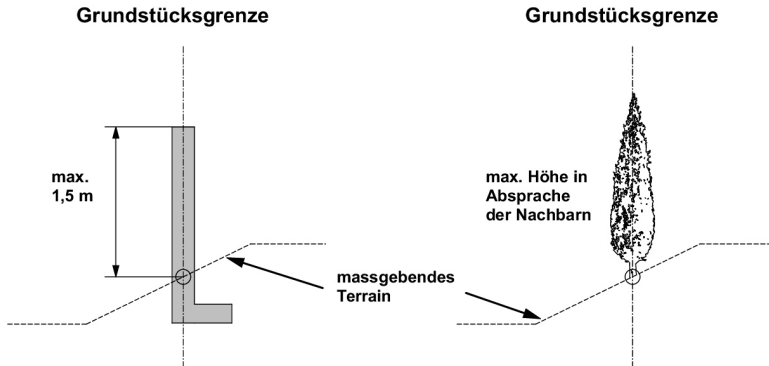 Grundstücksgrenze
Grundstücksgrenze
max.
1,5 m
max. Höhe in
Absprache
der Nachbarn
massgebendes
Terrain